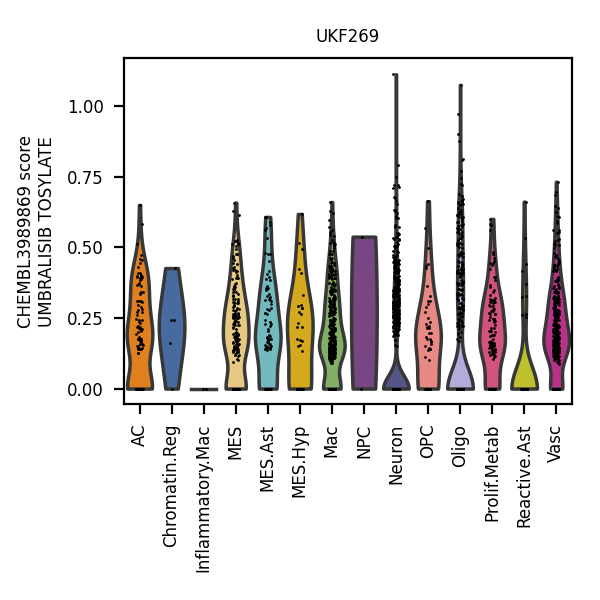 UKF269
CHEMBL3989869 score
UMBRALISIB TOSYLATE
1.00
0.75
0.50
0.25
0.00
AC
Chromatin.Reg
Inflammatory.Mac
MES
MES.Ast
MES.Hyp
Mac
NPC
Neuron
OPC
Oligo
Prolif.Metab
Reactive.Ast
Vasc